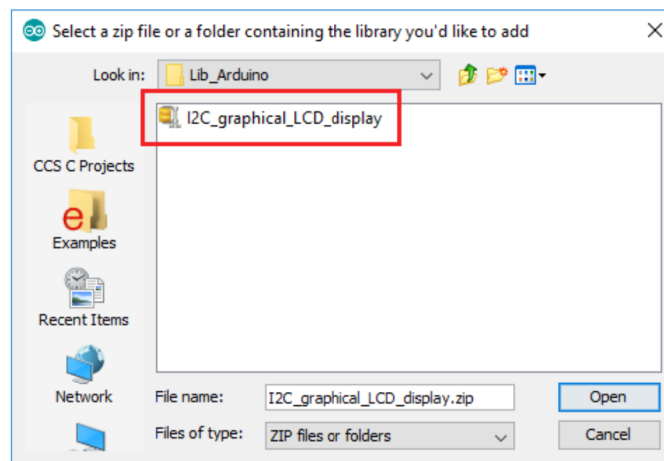 Select a zip file or a folder containing the library you'd like to add
Look in: Lib_Arduino
I2C_graphical_LCD_display
CCS C Projects
Examples
Recent Items
Network
File name: I2C_graphical_LCD_display.zip Open
Files of type: ZIP files or folders Cancel